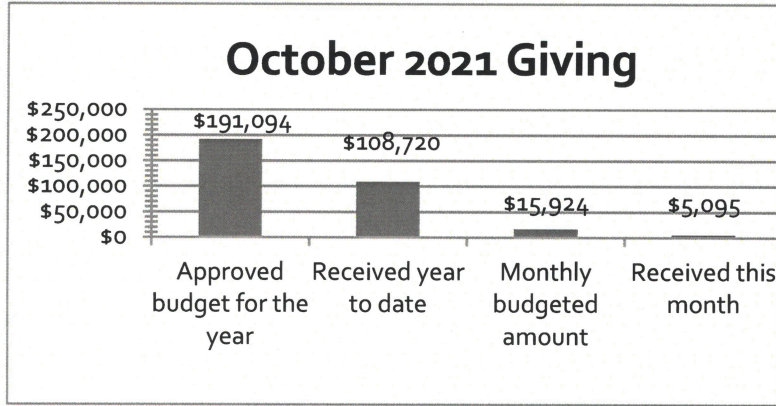 October 2021 Giving
$250,000
$200,000
$150,000
$100,000
$50,000
$0
$191,094
$108,720
$15,924
$5,095
Approved budget for the year
Received year to date
Monthly budgeted amount
Received this month